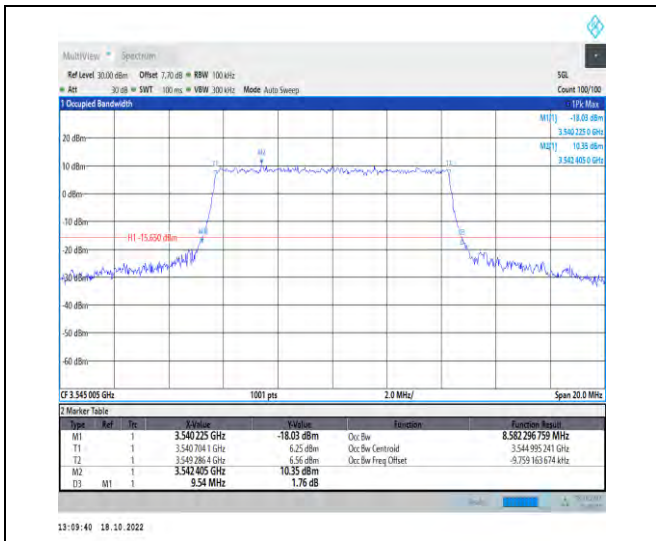 MultiView Spectrum
Ref Level 30.00 dBm Offset 7.70 dB RBW 100 kHz SGL
Att 30 dB SWT 100 ms VBW 300 kHz Mode Auto Sweep Count 100/100
1 Occupied Bandwidth 1Pk Max
M1[1] -18.03 dBm
3.540 225 0 GHz
20 dBm
M2[1] 10.35 dBm
3.542 405 0 GHz
M2
10 dBm
T1 T2
0 dBm
-10 dBm
H1 -15.650 dBm
-20 dBm
-30 dBm
-40 dBm
-50 dBm
-60 dBm
CF 3.545 005 GHz 1001 pts 2.0 MHz/ Span 20.0 MHz
2 Marker Table
Type Ref Trc X-Value Y-Value Function Function Result
M1 1 3.540 225 GHz -18.03 dBm Occ Bw 8.582 296 759 MHz
T1 1 3.540 704 1 GHz 6.25 dBm Occ Bw Centroid 3.544 995 241 GHz
T2 1 3.549 286 4 GHz 6.56 dBm Occ Bw Freq Offset -9.759 163 674 kHz
M2 1 3.542 405 GHz 10.35 dBm
D3 M1 1 9.54 MHz 1.76 dB
13:09:40 18.10.2022